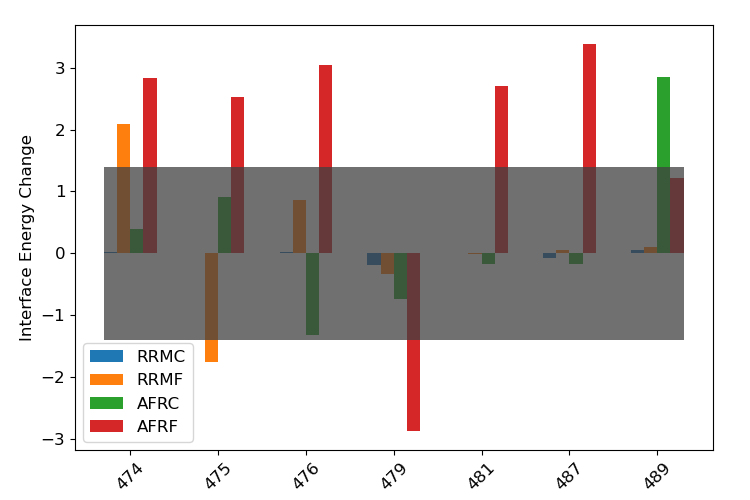 Interface Energy Change
3
2
1
0
−1
−2
−3
RRMC
RRMF
AFRC
AFRF
474 475 476 479 481 487 489